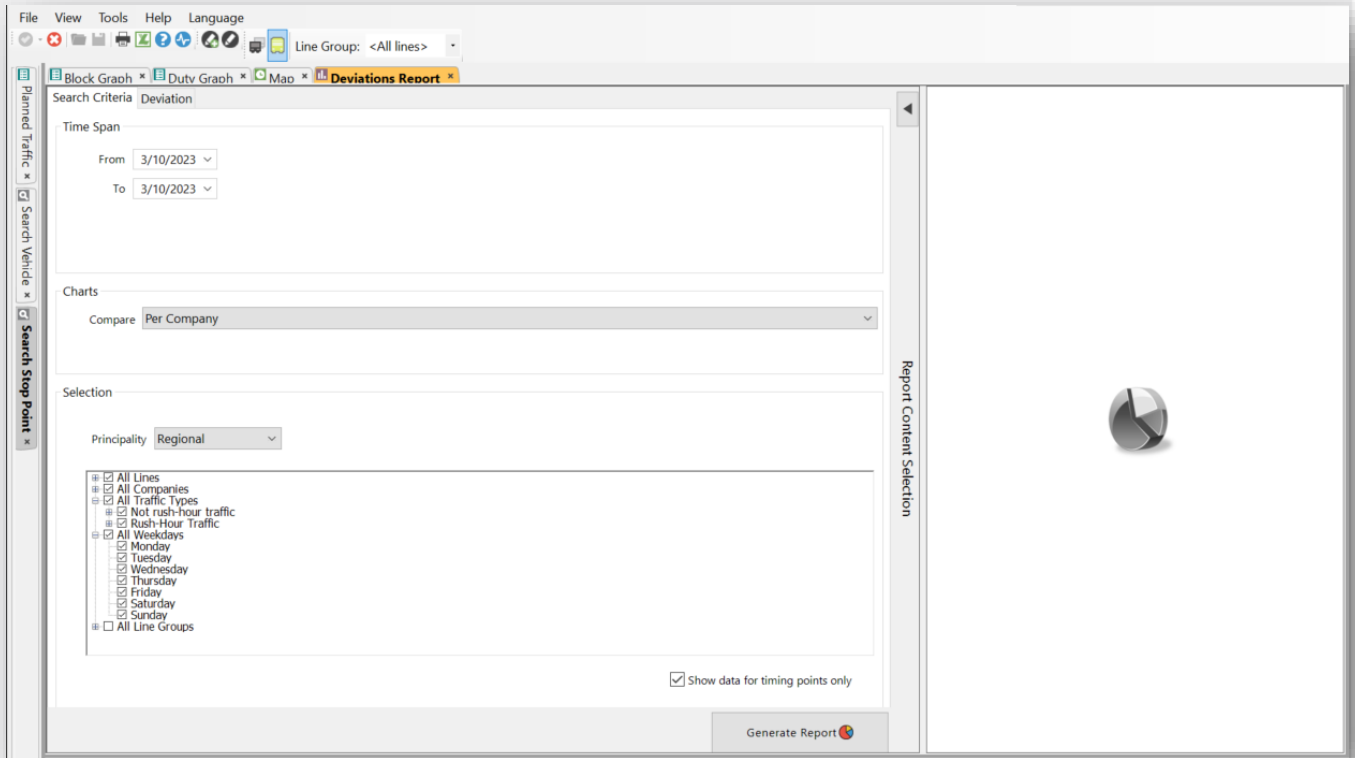 File View Tools Help Language
Line Group: <All lines>
Block Graph Duty Graph Map Deviations Report
Planned Traffic
Search Vehicle
Search Stop Point
Search Criteria Deviation
Time Span
From 3/10/2023
To 3/10/2023
Charts
Compare Per Company
Selection
Principality Regional
All Lines
All Companies
All Traffic Types
Not rush-hour traffic
Rush-Hour Traffic
All Weekdays
Monday
Tuesday
Wednesday
Thursday
Friday
Saturday
Sunday
All Line Groups
Show data for timing points only
Generate Report
Report Content Selection